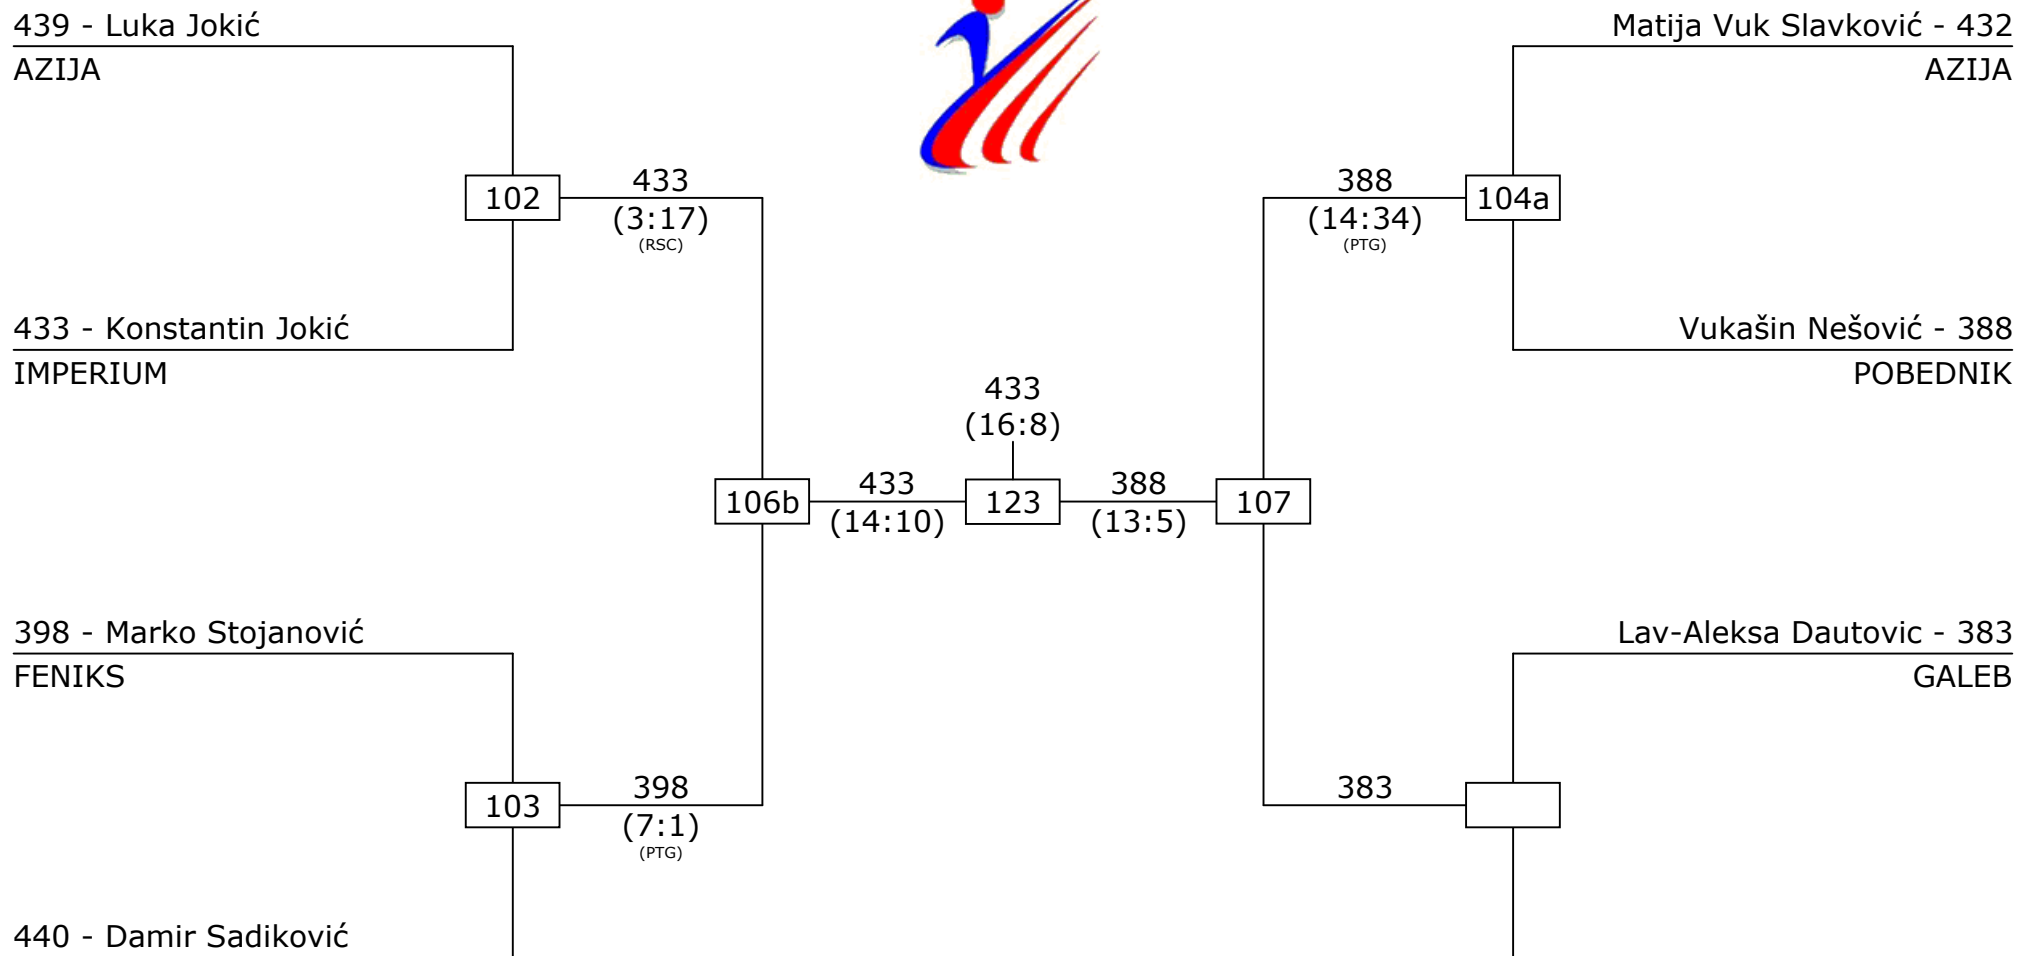 439 - Luka Jokić
AZIJA
Matija Vuk Slavković - 432
AZIJA
102
433
(3:17)
(RSC)
388
(14:34)
(PTG)
104a
433 - Konstantin Jokić
IMPERIUM
Vukašin Nešović - 388
POBEDNIK
433
(16:8)
106b
433
(14:10)
123
388
(13:5)
107
398 - Marko Stojanović
FENIKS
Lav-Aleksa Dautovic - 383
GALEB
103
398
(7:1)
(PTG)
383
440 - Damir Sadiković